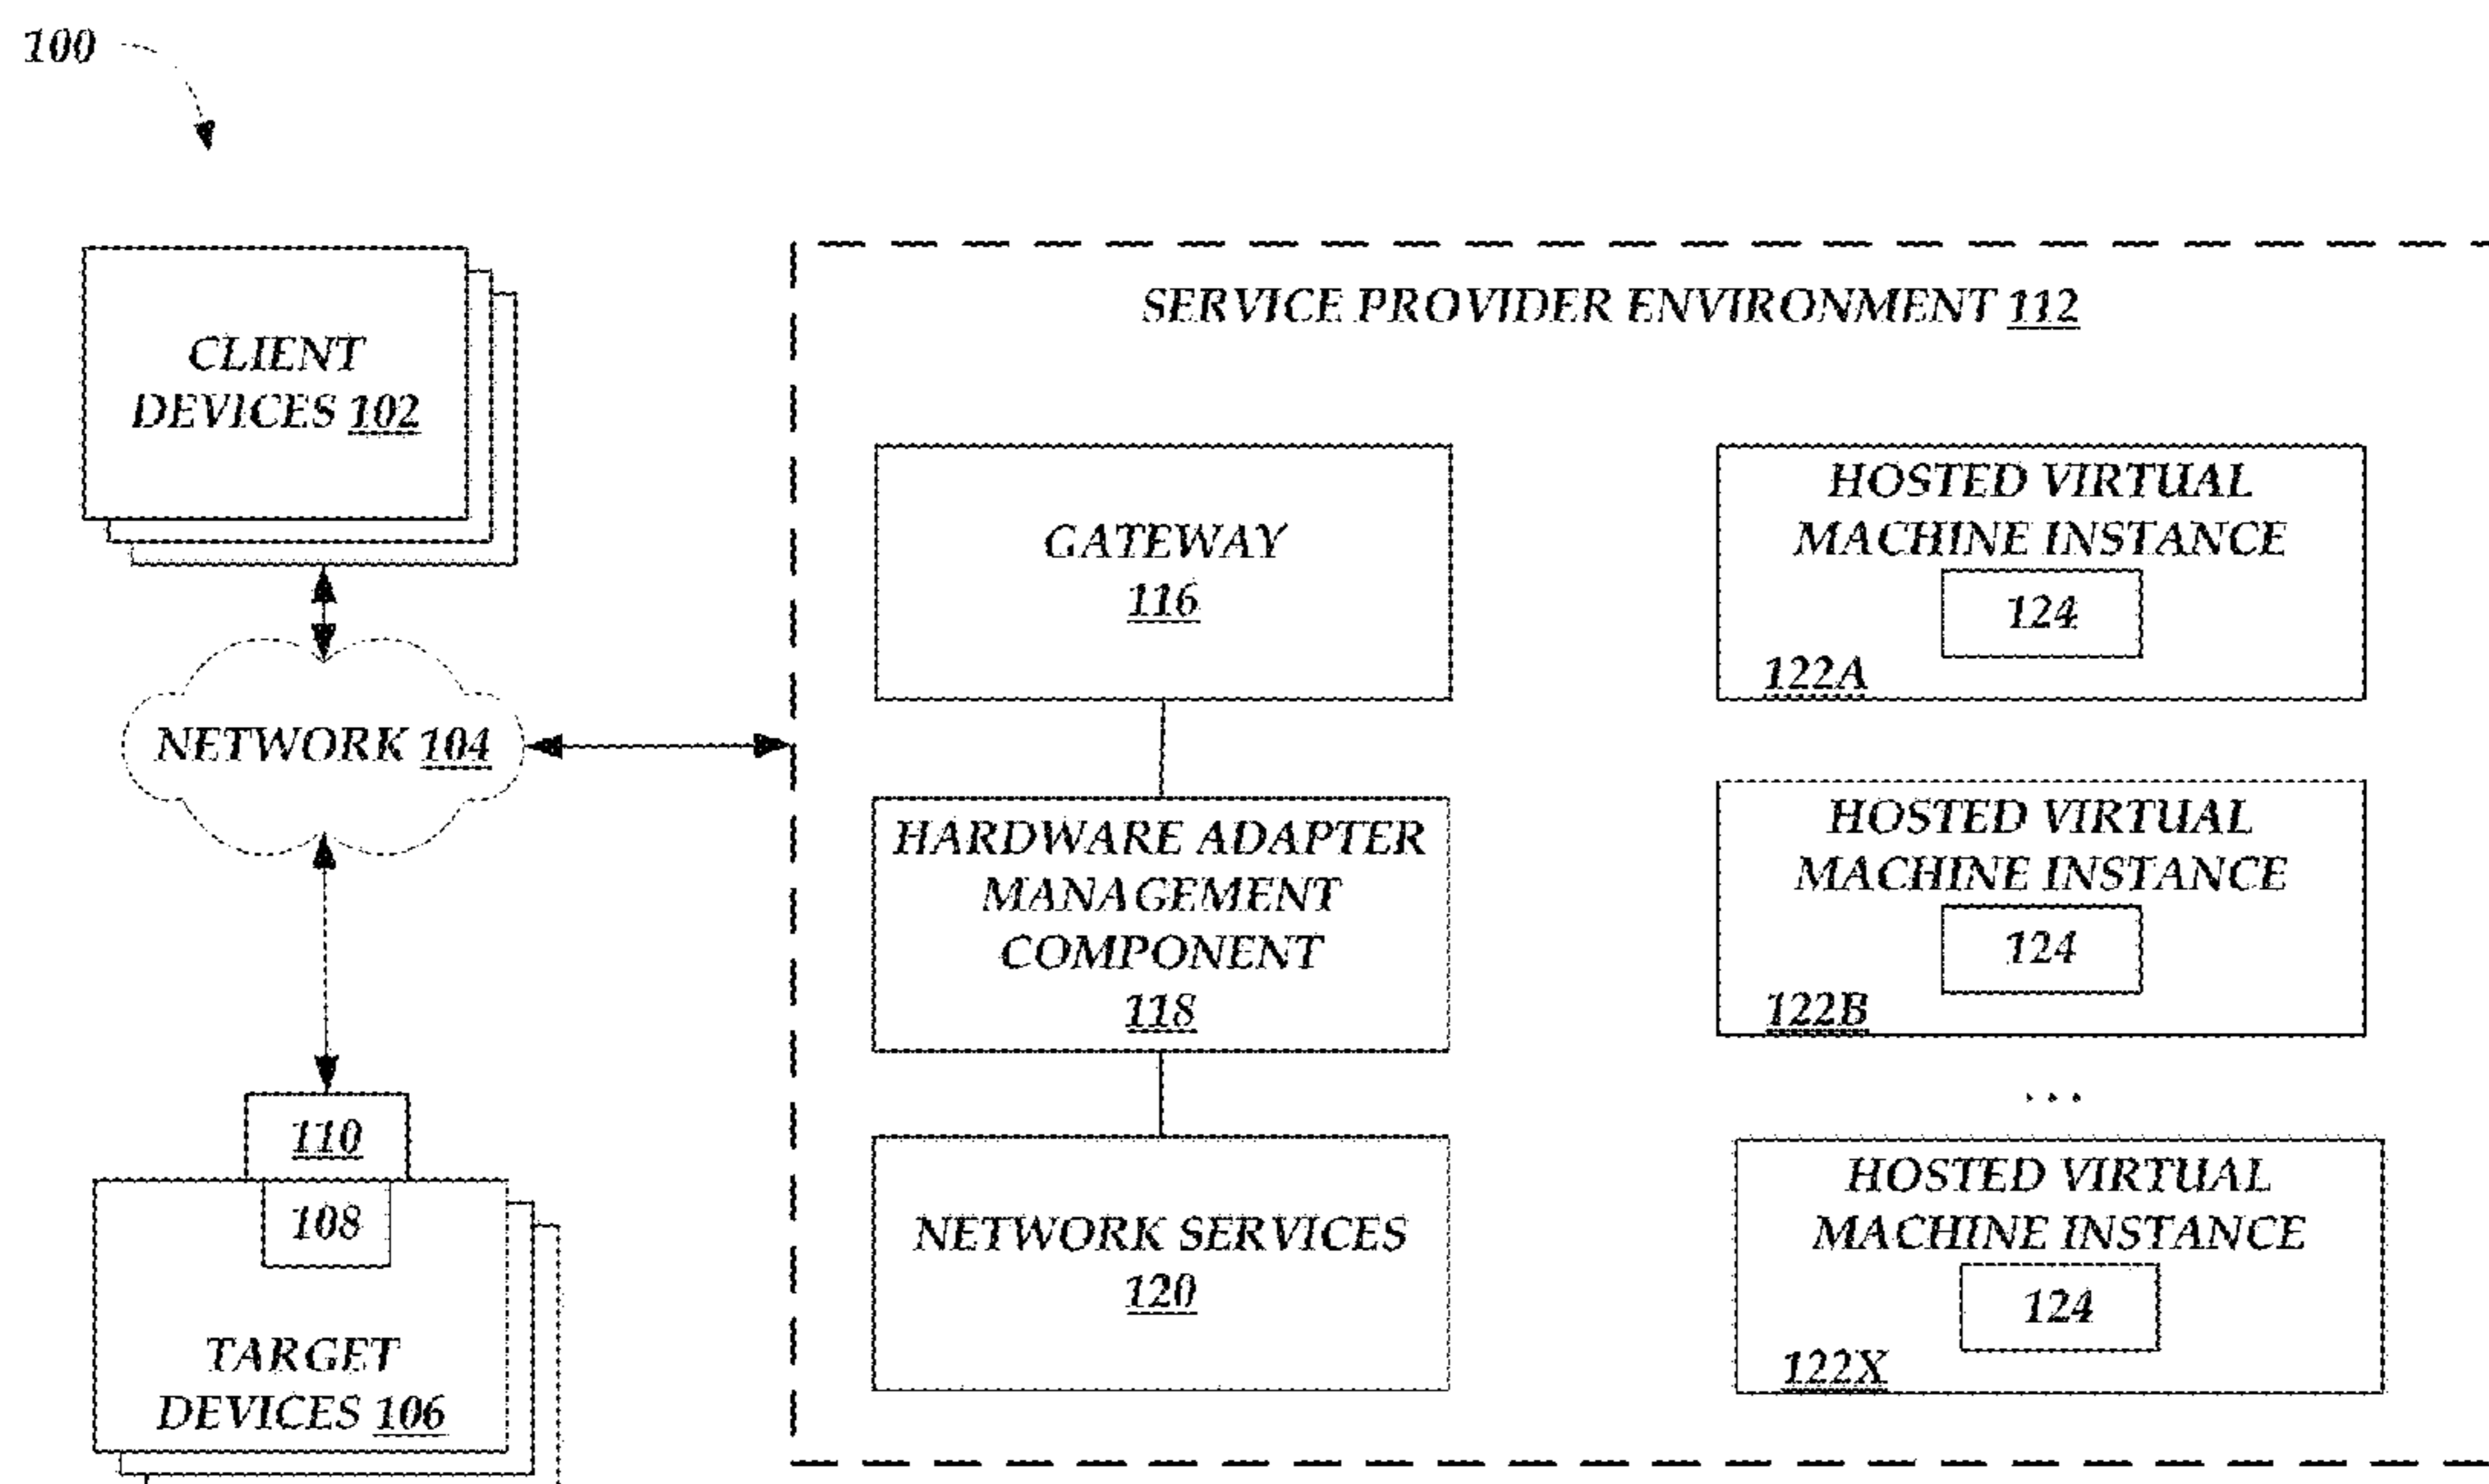 100
CLIENT
DEVICES 102
NETWORK 104
110
108
TARGET
DEVICES 106
SERVICE PROVIDER ENVIRONMENT 112
GATEWAY
116
HARDWARE ADAPTER
MANAGEMENT
COMPONENT
118
NETWORK SERVICES
120
HOSTED VIRTUAL
MACHINE INSTANCE
124
122A
HOSTED VIRTUAL
MACHINE INSTANCE
124
122B
...
HOSTED VIRTUAL
MACHINE INSTANCE
124
122X